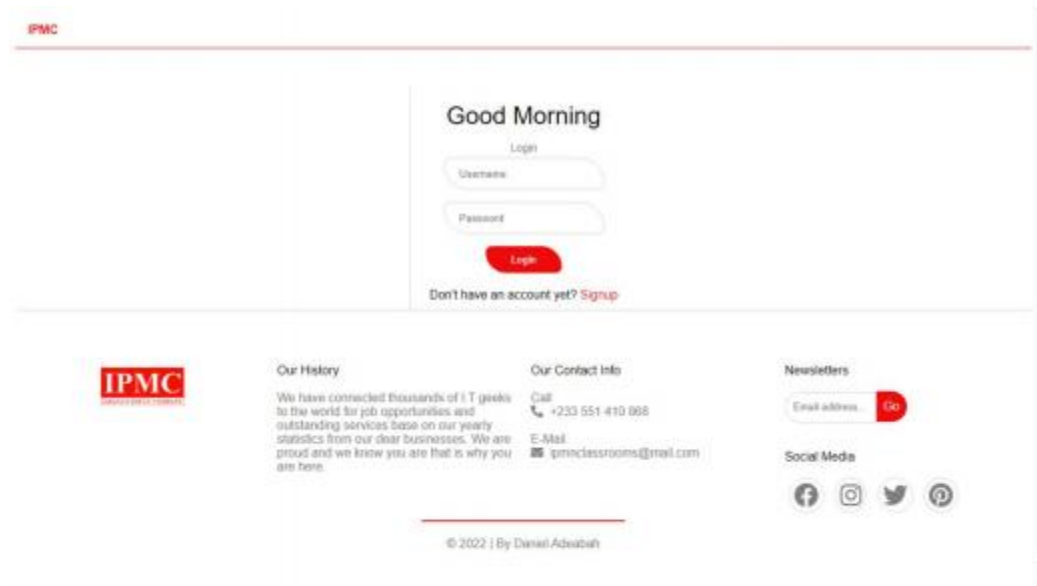 IPMC
Good Morning
Login
Username
Password
Login
Don't have an account yet? Signup
IPMC
Our History
We have connected thousands of I.T geeks
to the world for job opportunities and
outstanding services base on our yearly
statistics from our dear businesses. We are
proud and we know you are that is why you
are here.
Our Contact Info
Call
+233 551 410 868
E-Mail
ipmcclassrooms@mail.com
Newsletters
Email address... Go
Social Media
© 2022 | By Daniel Adeabah